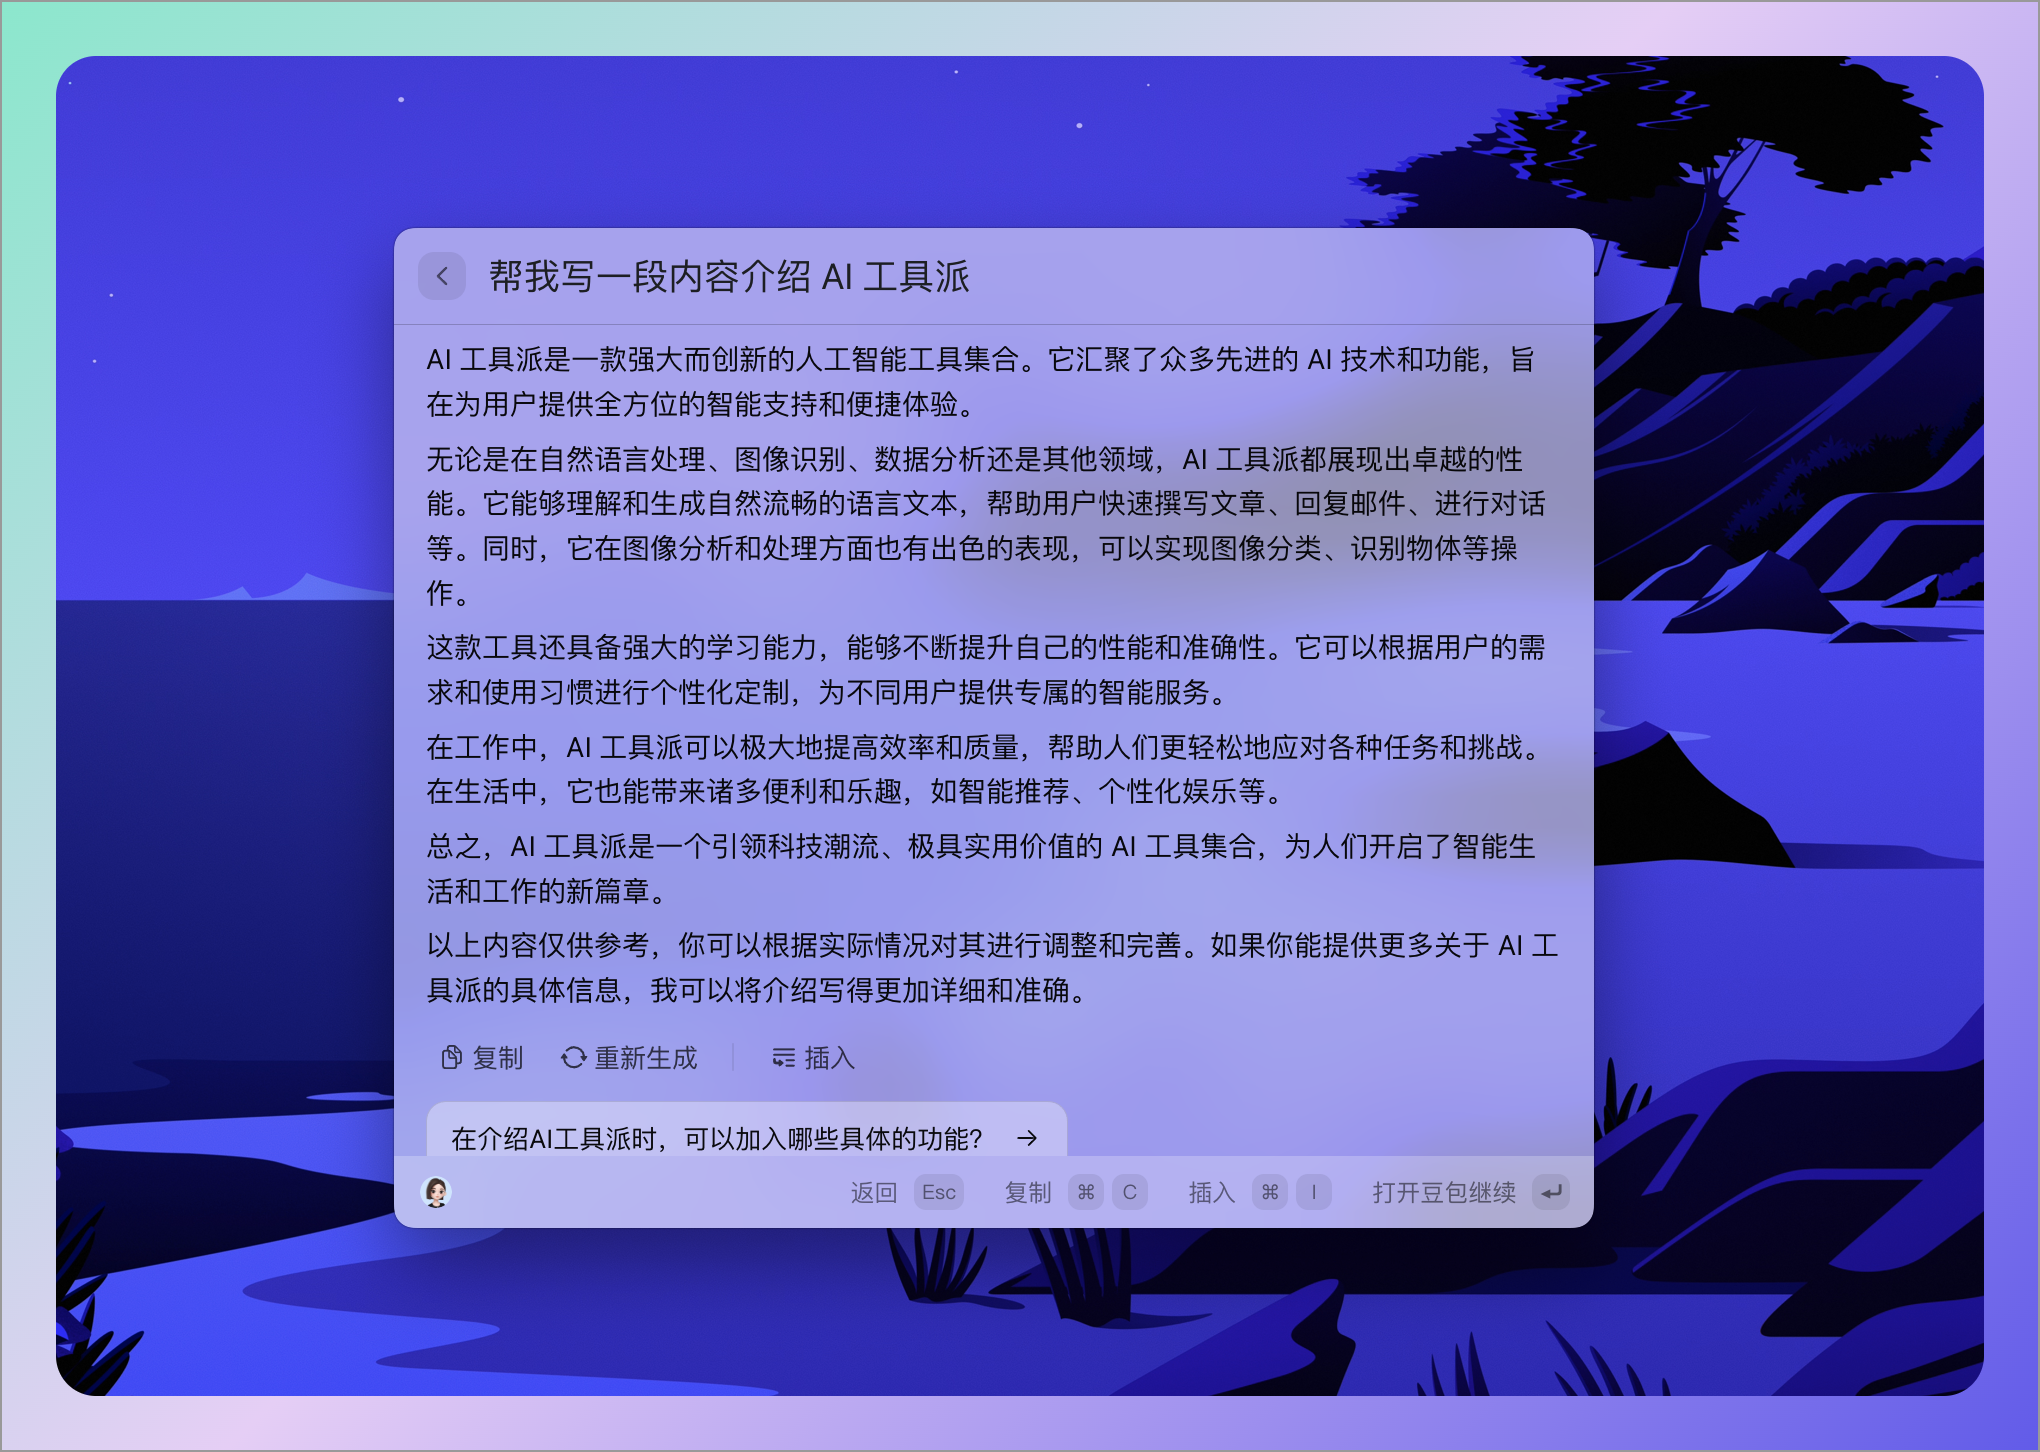 帮我写一段内容介绍 AI 工具派
AI 工具派是一款强大而创新的人工智能工具集合。它汇聚了众多先进的 AI 技术和功能，旨
在为用户提供全方位的智能支持和便捷体验。
无论是在自然语言处理、图像识别、数据分析还是其他领域，AI 工具派都展现出卓越的性
能。它能够理解和生成自然流畅的语言文本，帮助用户快速撰写文章、回复邮件、进行对话
等。同时，它在图像分析和处理方面也有出色的表现，可以实现图像分类、识别物体等操
作。
这款工具还具备强大的学习能力，能够不断提升自己的性能和准确性。它可以根据用户的需
求和使用习惯进行个性化定制，为不同用户提供专属的智能服务。
在工作中，AI 工具派可以极大地提高效率和质量，帮助人们更轻松地应对各种任务和挑战。
在生活中，它也能带来诸多便利和乐趣，如智能推荐、个性化娱乐等。
总之，AI 工具派是一个引领科技潮流、极具实用价值的 AI 工具集合，为人们开启了智能生
活和工作的新篇章。
以上内容仅供参考，你可以根据实际情况对其进行调整和完善。如果你能提供更多关于 AI 工
具派的具体信息，我可以将介绍写得更加详细和准确。
复制 重新生成 插入
在介绍AI工具派时，可以加入哪些具体的功能？ →
返回 Esc 复制 ⌘ C 插入 ⌘ I 打开豆包继续 ↵